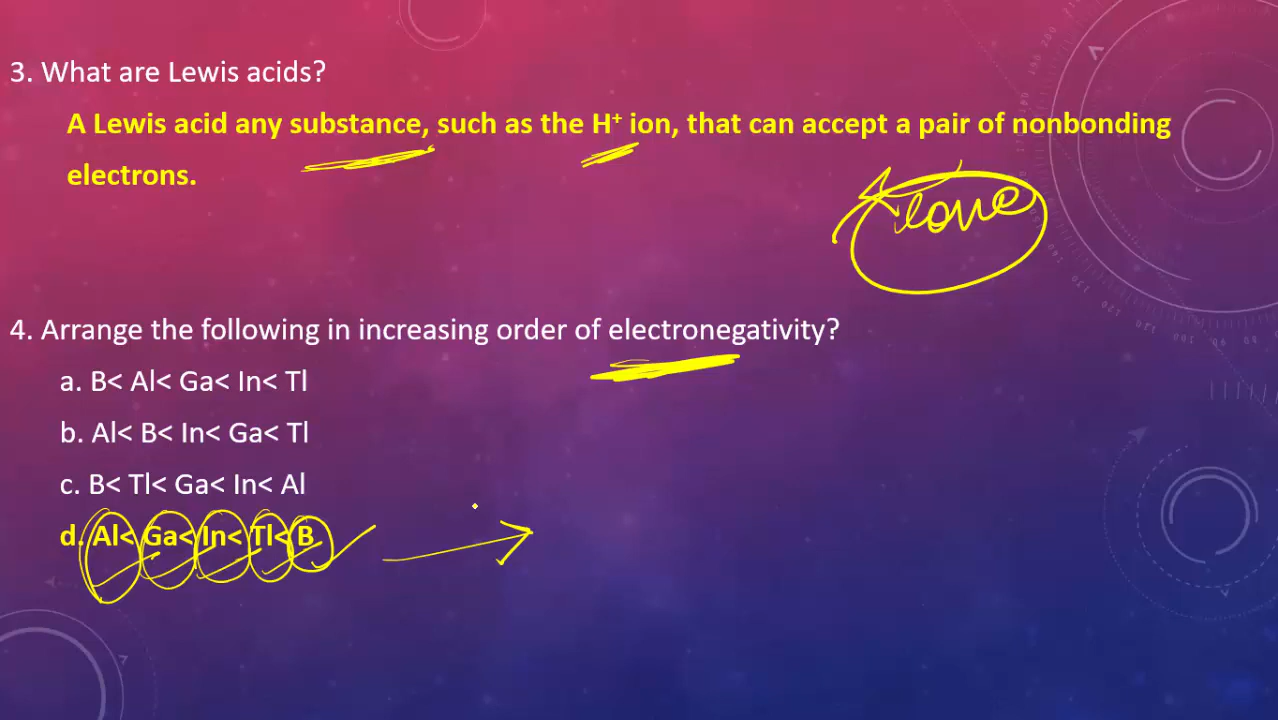 3. What are Lewis acids?
A Lewis acid any substance, such as the H⁺ ion, that can accept a pair of nonbonding
electrons.
lone
4. Arrange the following in increasing order of electronegativity?
a. B< Al< Ga< In< Tl
b. Al< B< In< Ga< Tl
c. B< Tl< Ga< In< Al
d. Al< Ga< In< Tl< B